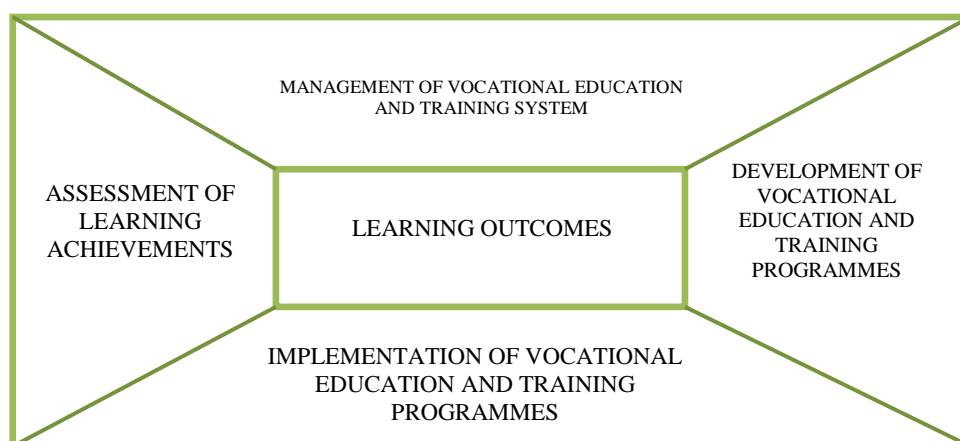 MANAGEMENT OF VOCATIONAL EDUCATION
AND TRAINING SYSTEM
ASSESSMENT OF
LEARNING
ACHIEVEMENTS
LEARNING OUTCOMES
DEVELOPMENT OF
VOCATIONAL
EDUCATION AND
TRAINING
PROGRAMMES
IMPLEMENTATION OF VOCATIONAL
EDUCATION AND TRAINING
PROGRAMMES